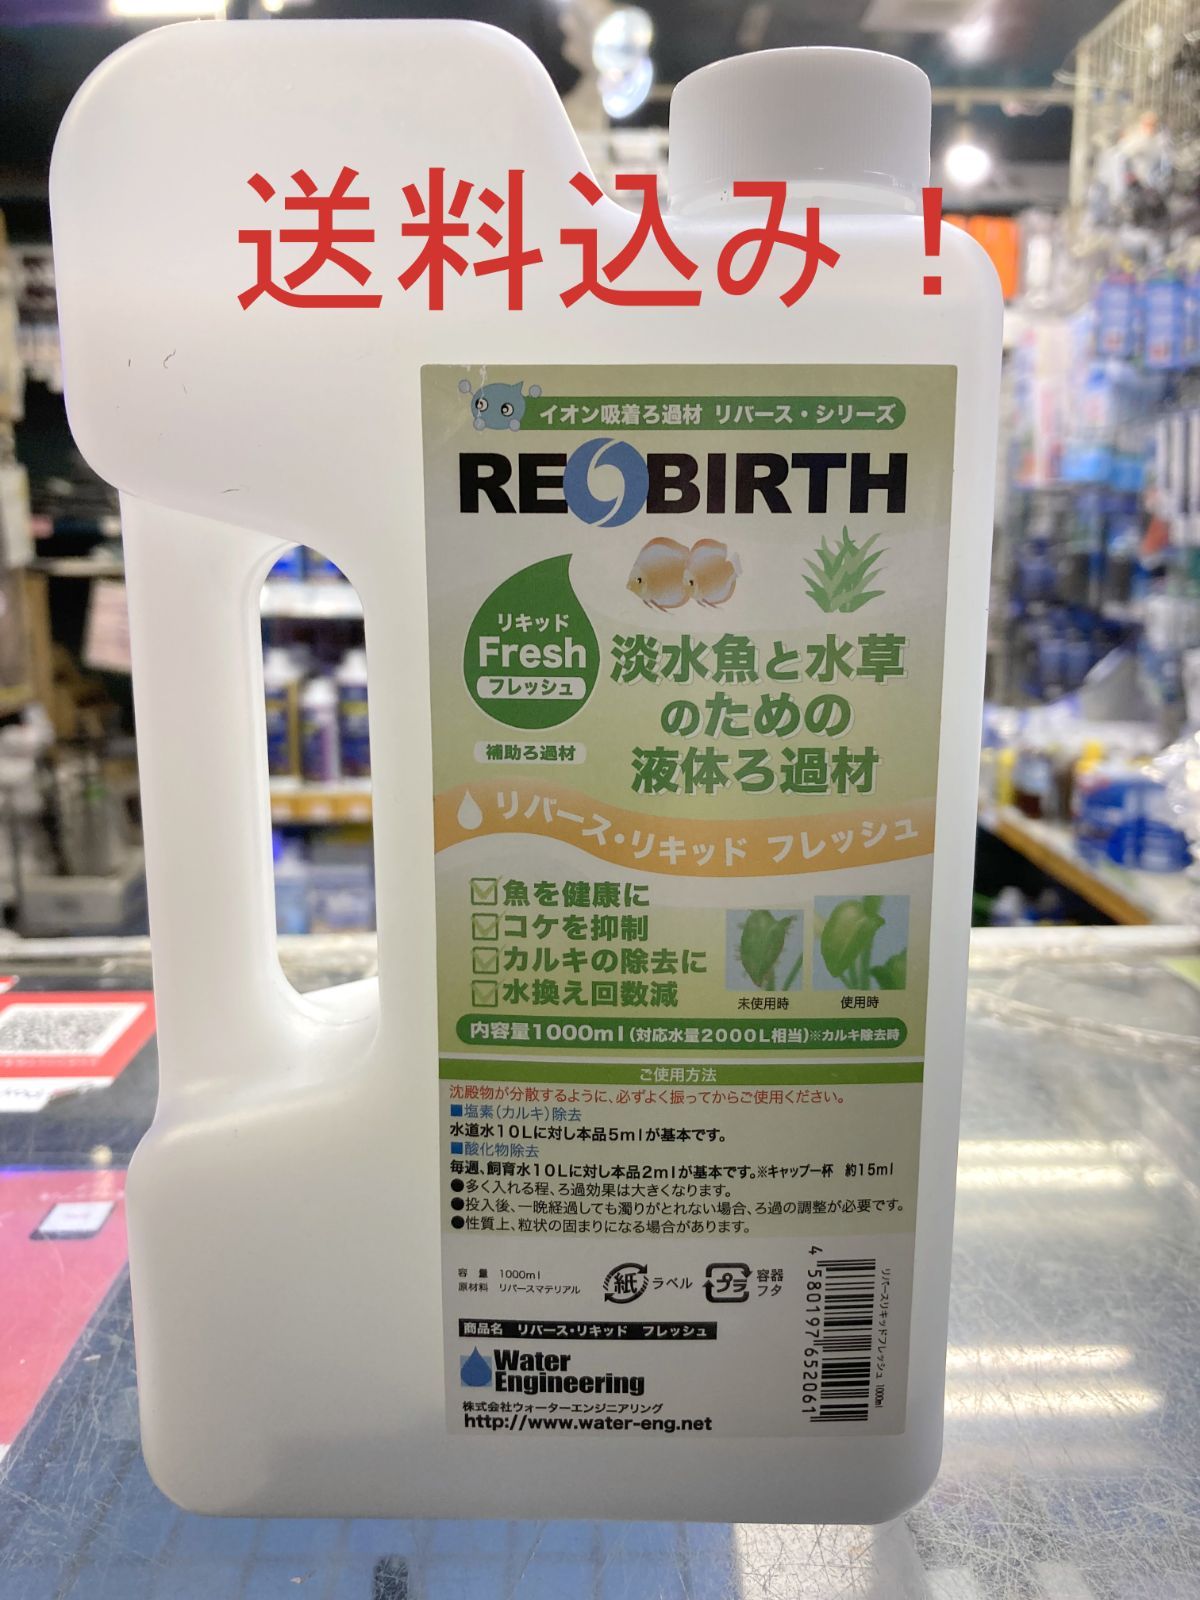 送料込み！
イオン吸着ろ過材 リバース・シリーズ
REBIRTH
リキッド
Fresh
フレッシュ
補助ろ過材
淡水魚と水草
のための
液体ろ過材
リバース・リキッド フレッシュ
魚を健康に
コケを抑制
カルキの除去に
水換え回数減
未使用時
使用時
内容量1000ml(対応水量2000L相当)※カルキ除去時
ご使用方法
沈殿物が分散するように、必ずよく振ってからご使用ください。
■塩素(カルキ)除去
水道水10Lに対し本品5mlが基本です。
■酸化物除去
毎週、飼育水10Lに対し本品2mlが基本です。※キャップ一杯 約15ml
●多く入れる程、ろ過効果は大きくなります。
●投入後、一晩経過しても濁りがとれない場合、ろ過の調整が必要です。
●性質上、粒状の固まりになる場合があります。
容 量 1000ml
原材料 リバースマテリアル
紙 ラベル
プラ 容器
フタ
商品名 リバース・リキッド フレッシュ
Water
Engineering
株式会社ウォーターエンジニアリング
http://www.water-eng.net
4580197652061
リバースリキッドフレッシュ 1000ml